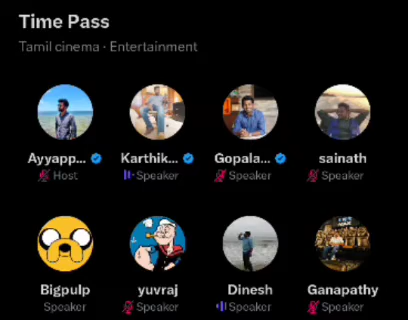 Time Pass
Tamil cinema · Entertainment
Ayyapp... Karthik... Gopala... sainath
Host Speaker Speaker Speaker
Bigpulp yuvraj Dinesh Ganapathy
Speaker Speaker Speaker Speaker